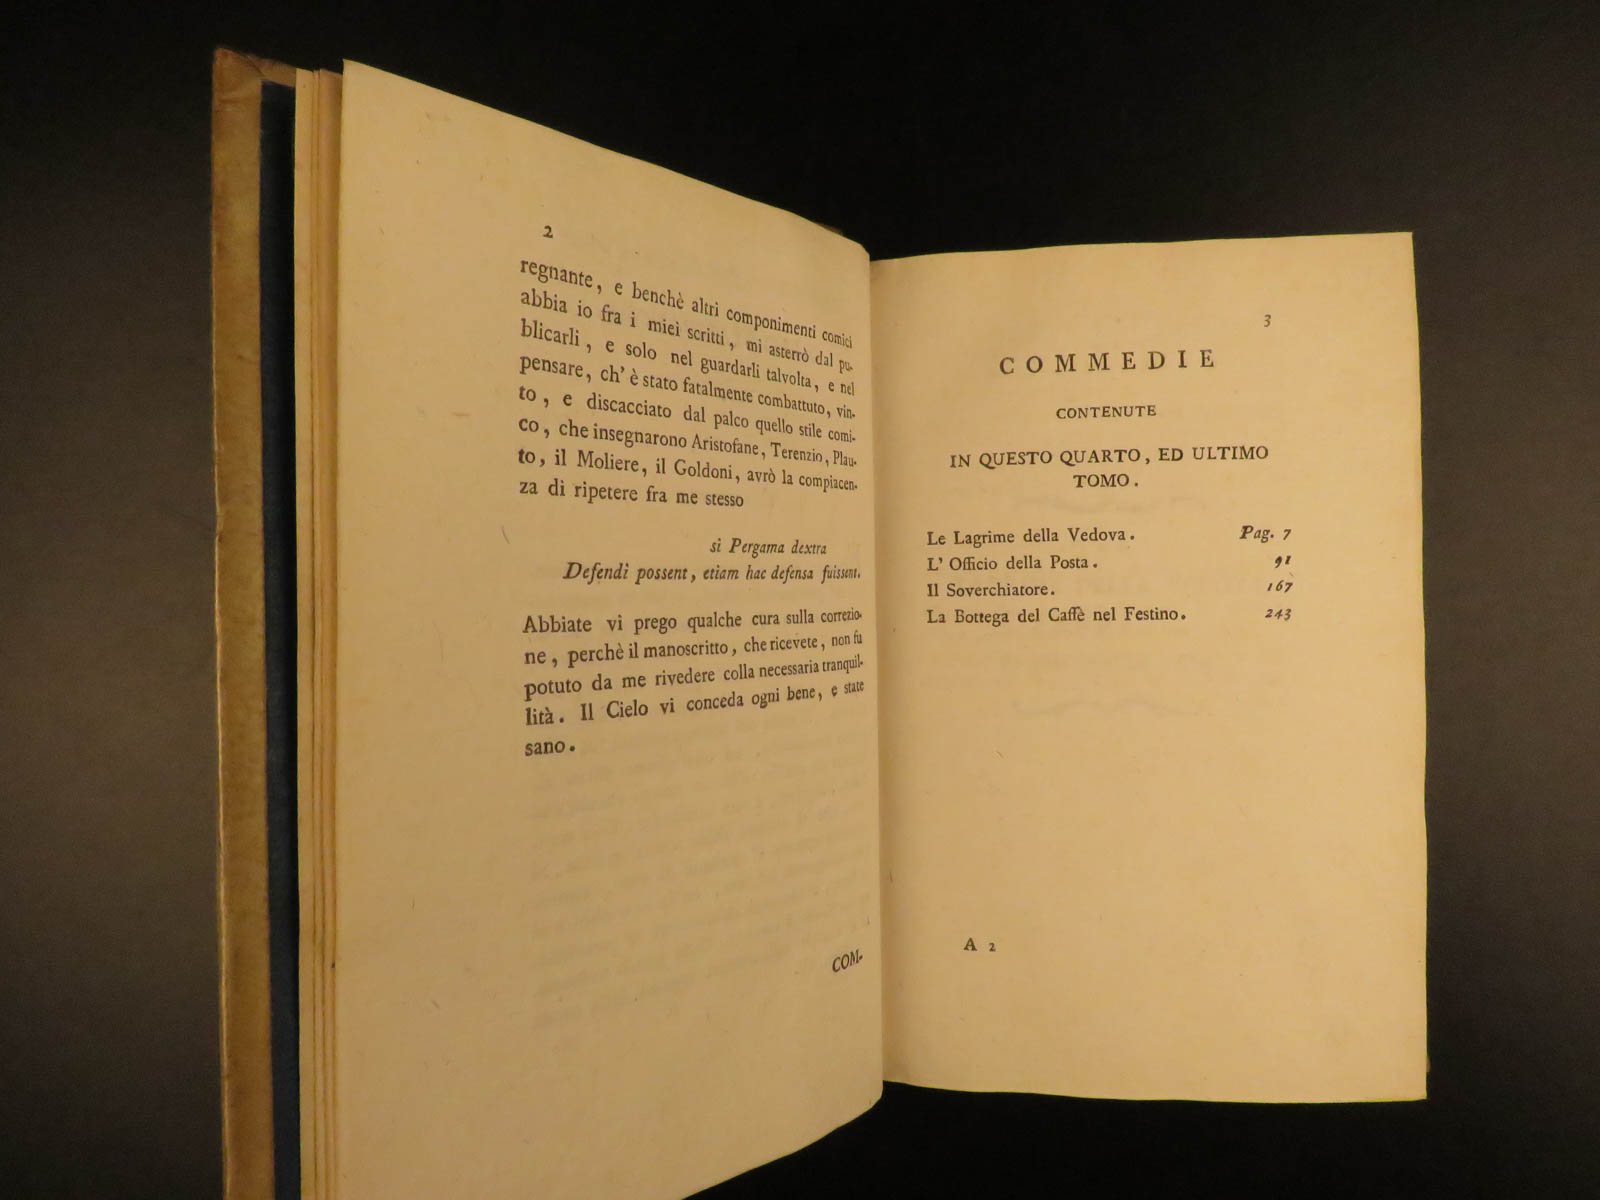 2
regnante, e benchè altri componimenti comici
abbia io fra i miei scritti, mi asterrò dal pu-
blicarli, e solo nel guardarli talvolta, e nel
pensare, ch' è stato fatalmente combattuto, vin-
to, e discacciato dal palco quello stile comi-
co, che insegnarono Aristofane, Terenzio, Plau-
to, il Moliere, il Goldoni, avrò la compiacen-
za di ripetere fra me stesso
si Pergama dextra
Defendi possent, etiam hac defensa fuissent.
Abbiate vi prego qualche cura sulla correzio-
ne, perchè il manoscritto, che ricevete, non fu
potuto da me rivedere colla necessaria tranquil-
lità. Il Cielo vi conceda ogni bene, e state
sano.
COM-
3
COMMEDIE
CONTENUTE
IN QUESTO QUARTO, ED ULTIMO
TOMO.
Le Lagrime della Vedova. Pag. 7
L' Officio della Posta. 91
Il Soverchiatore. 167
La Bottega del Caffè nel Festino. 243
A 2